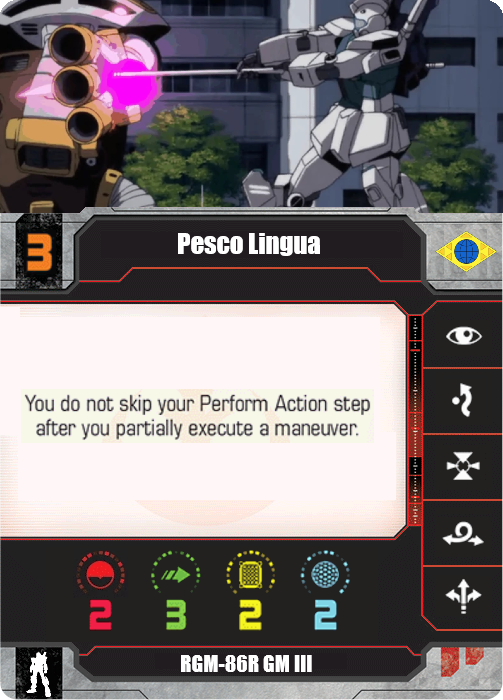 3
Pesco Lingua
You do not skip your Perform Action step
after you partially execute a maneuver.
2 3 2 2
RGM-86R GM III